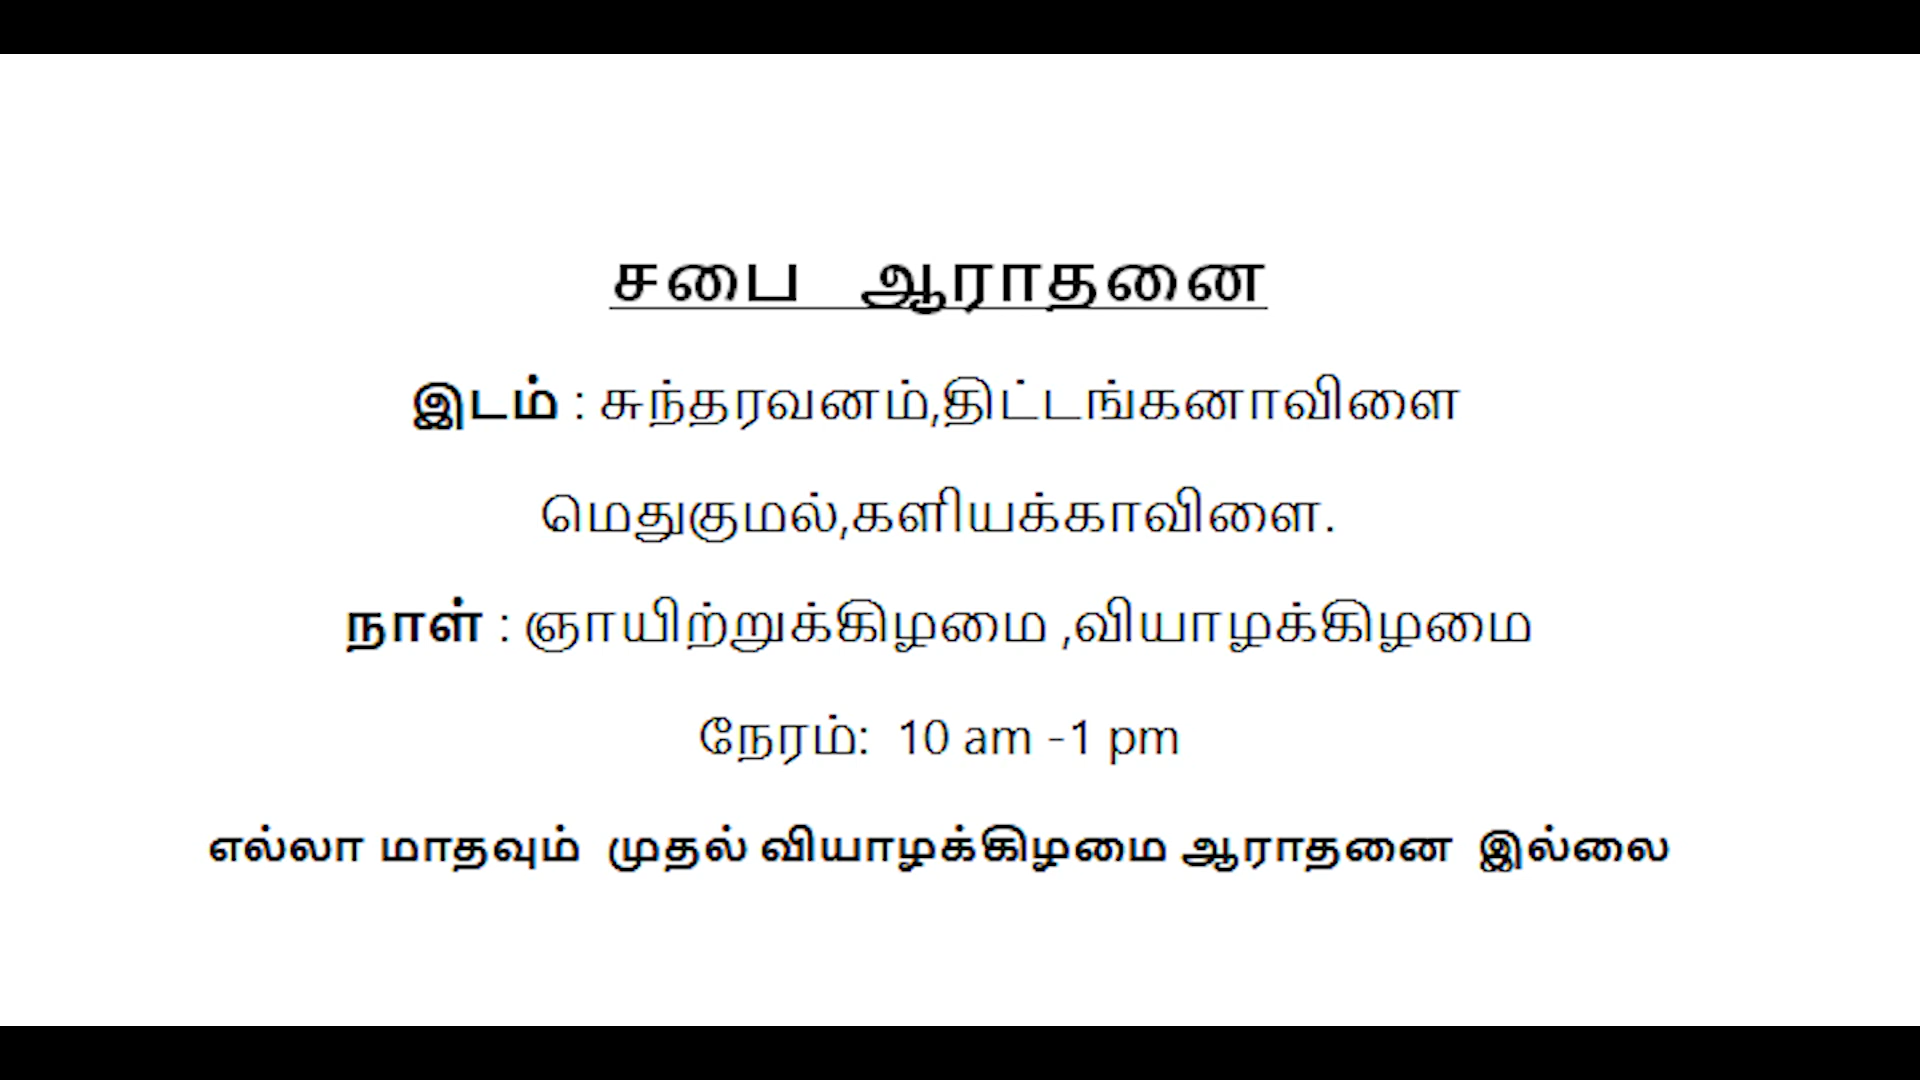 சபை ஆராதனை
இடம் : சுந்தரவனம்,திட்டங்கனாவிளை
மெதுகுமல்,களியக்காவிளை.
நாள் : ஞாயிற்றுக்கிழமை ,வியாழக்கிழமை
நேரம்: 10 am -1 pm
எல்லா மாதவும் முதல் வியாழக்கிழமை ஆராதனை இல்லை